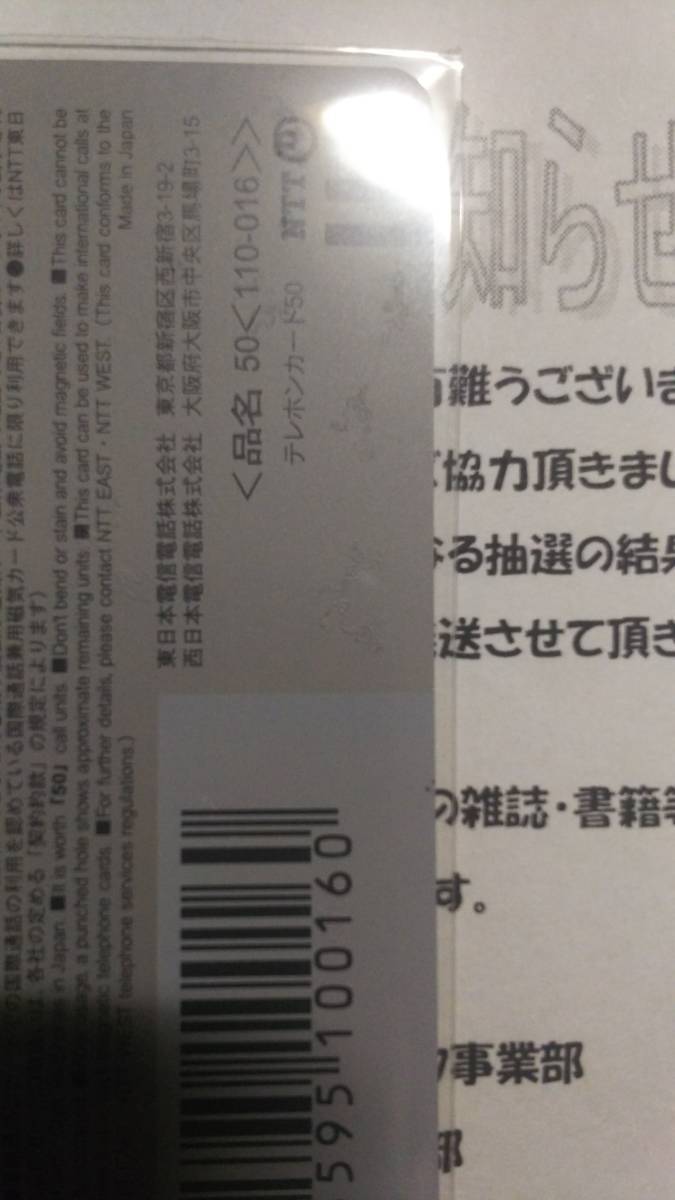 の国際通話の利用を認めている国際通話兼用磁気カード公衆電話に限り利用できます●詳しくはNTT東日
は、各社の定める「契約約款」の規定によります)
in Japan. ■It is worth「50」call units. ■Don't bend or stain and avoid magnetic fields. ■This card cannot be
a punched hole shows approximate remaining units. ■This card can be used to make international calls at
telephone cards. ■For further details, please contact NTT EAST・NTT WEST. (This card conforms to the
telephone services regulations.)
Made in Japan
東日本電信電話株式会社 東京都新宿区西新宿3-19-2
西日本電信電話株式会社 大阪府大阪市中央区馬場町3-15
<品名 50<110-016>>
テレホンカード50 NTT
595100160
知らせ
難うございま
協力頂きまし
る抽選の結果
送させて頂き
の雑誌・書籍等
す。
事業部
部